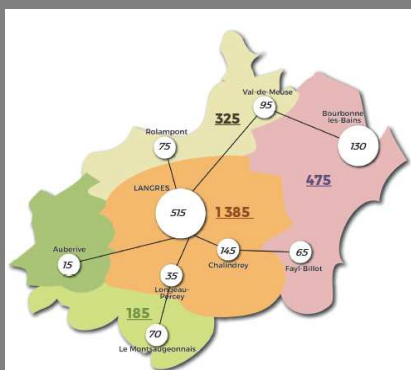 Val-de-Meuse
95
325
Bourbonne
les-Bains
130
Rolampont
75
475
LANGRES
515
1 385
Auberive
15
145
Chalindrey
65
Fayl-Billot
35
Longeau-
Percey
185
70
Le Montsaugeonnais